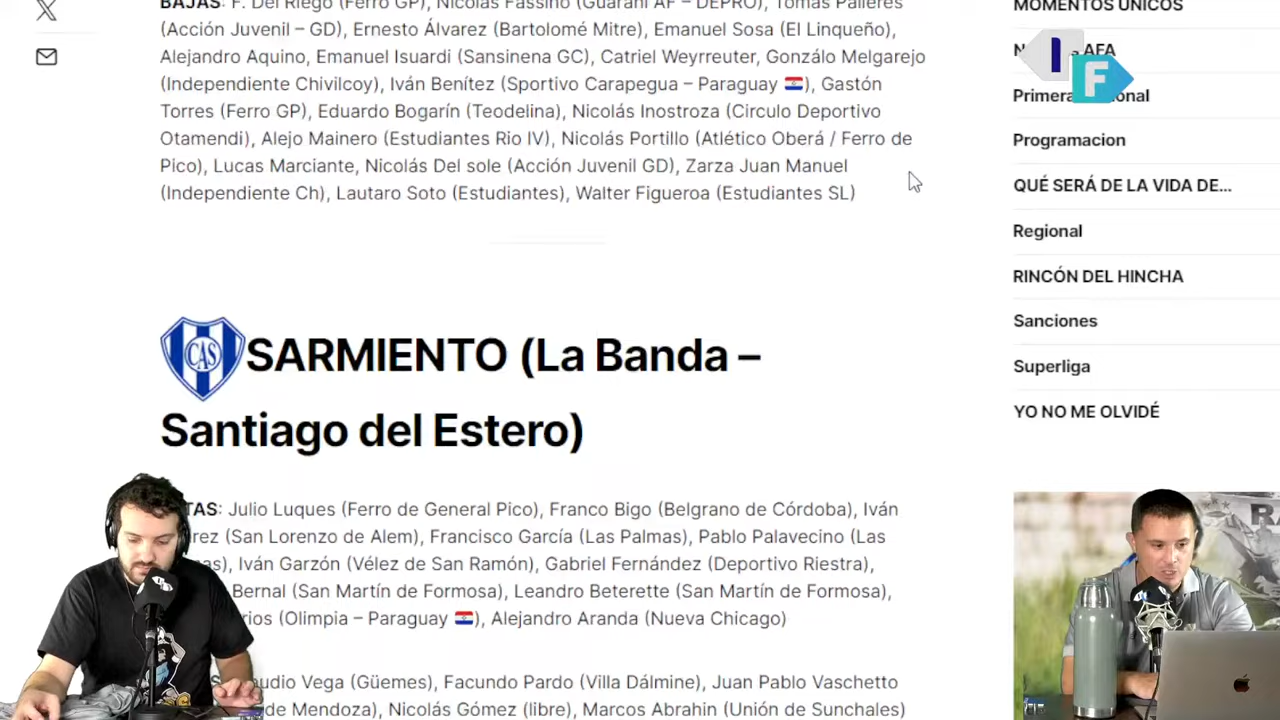 BAJAS: F. Del Riego (Ferro GP), Nicolás Fassino (Guaraní AF – DEPRO), Tomás Palleres
(Acción Juvenil – GD), Ernesto Álvarez (Bartolomé Mitre), Emanuel Sosa (El Linqueño),
Alejandro Aquino, Emanuel Isuardi (Sansinena GC), Catriel Weyrreuter, Gonzálo Melgarejo
(Independiente Chivilcoy), Iván Benítez (Sportivo Carapegua – Paraguay), Gastón
Torres (Ferro GP), Eduardo Bogarín (Teodelina), Nicolás Inostroza (Circulo Deportivo
Otamendi), Alejo Mainero (Estudiantes Rio IV), Nicolás Portillo (Atlético Oberá / Ferro de
Pico), Lucas Marciante, Nicolás Del sole (Acción Juvenil GD), Zarza Juan Manuel
(Independiente Ch), Lautaro Soto (Estudiantes), Walter Figueroa (Estudiantes SL)
CAS
SARMIENTO (La Banda –
Santiago del Estero)
Julio Luques (Ferro de General Pico), Franco Bigo (Belgrano de Córdoba), Iván
(San Lorenzo de Alem), Francisco García (Las Palmas), Pablo Palavecino (Las
Iván Garzón (Vélez de San Ramón), Gabriel Fernández (Deportivo Riestra),
Bernal (San Martín de Formosa), Leandro Beterette (San Martín de Formosa),
(Olimpia – Paraguay), Alejandro Aranda (Nueva Chicago)
Vega (Güemes), Facundo Pardo (Villa Dálmine), Juan Pablo Vaschetto
de Mendoza), Nicolás Gómez (libre), Marcos Abrahin (Unión de Sunchales)
MOMENTOS ÚNICOS
AFA
I
F
Primera
Programacion
QUÉ SERÁ DE LA VIDA DE...
Regional
RINCÓN DEL HINCHA
Sanciones
Superliga
YO NO ME OLVIDÉ